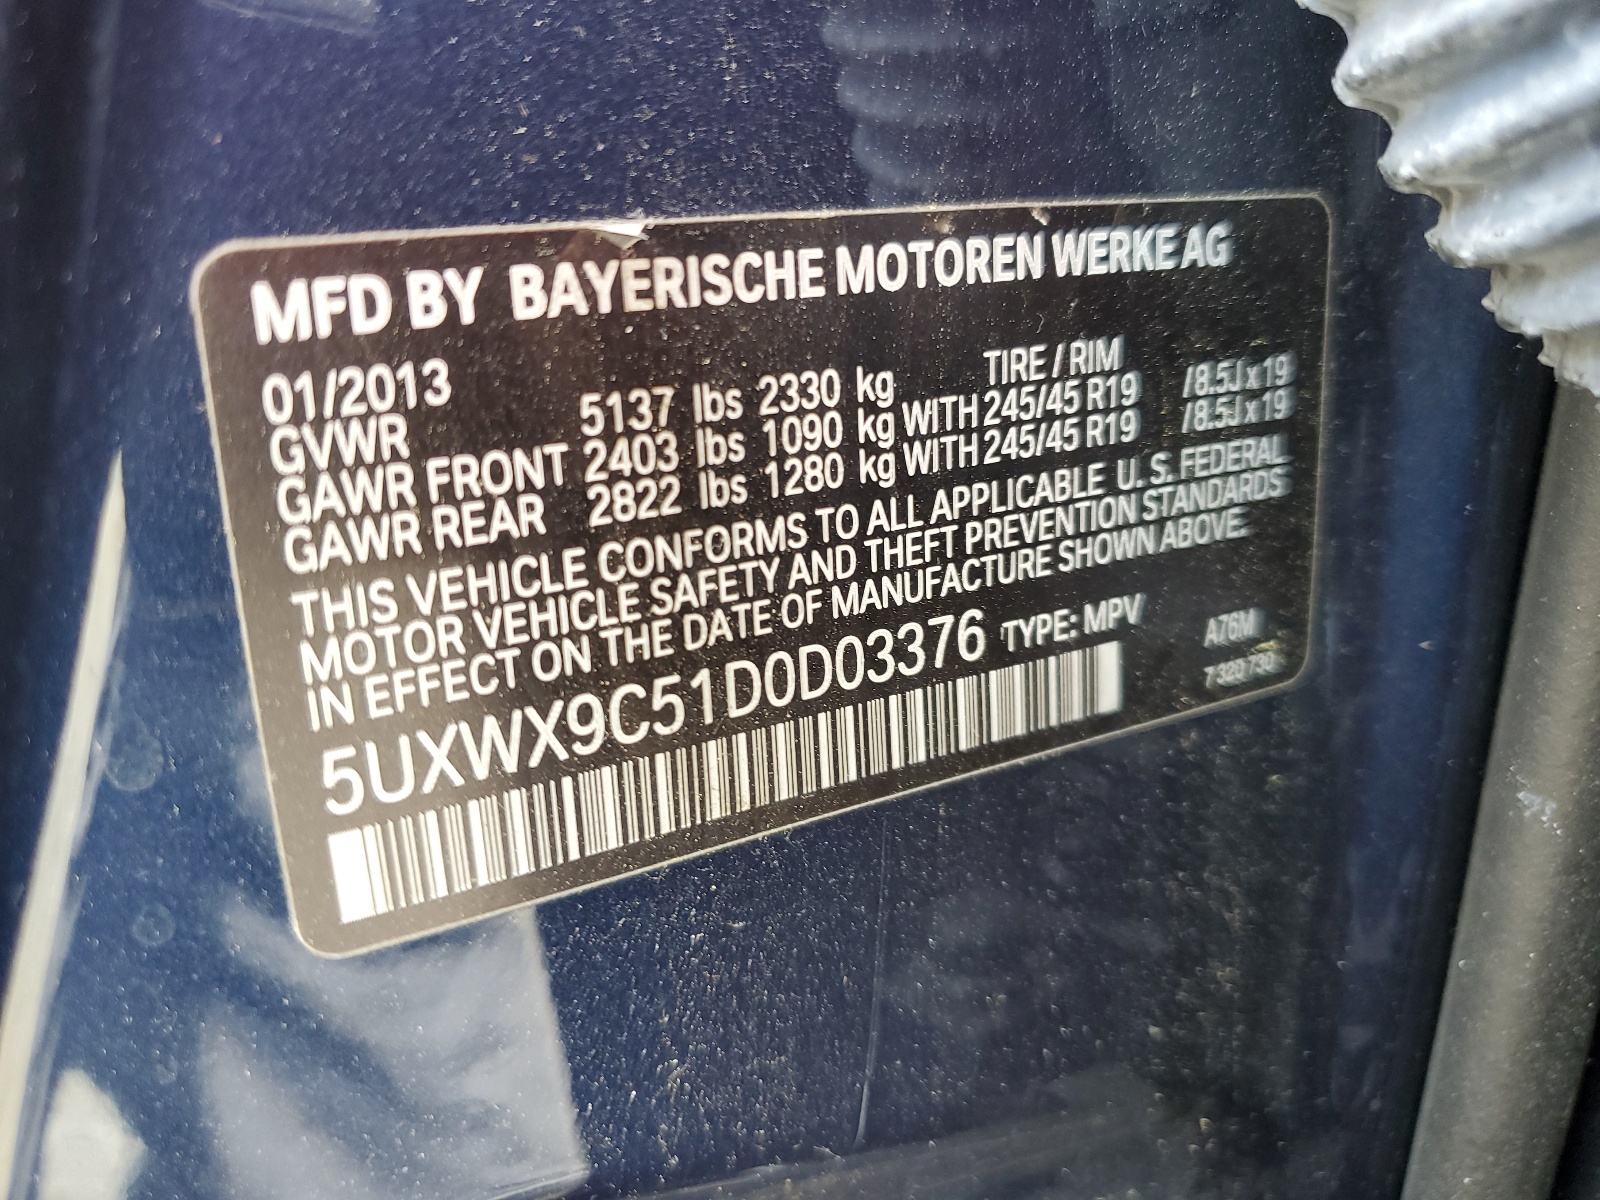 MFD BY BAYERISCHE MOTOREN WERKE AG
01/2013 TIRE / RIM
GVWR 5137 lbs 2330 kg
GAWR FRONT 2403 lbs 1090 kg WITH 245/45 R19 /8.5J x 19
GAWR REAR 2822 lbs 1280 kg WITH 245/45 R19 /8.5J x 19
THIS VEHICLE CONFORMS TO ALL APPLICABLE U. S. FEDERAL
MOTOR VEHICLE SAFETY AND THEFT PREVENTION STANDARDS
IN EFFECT ON THE DATE OF MANUFACTURE SHOWN ABOVE.
5UXWX9C51D0D03376 TYPE: MPV
A76M
7 320 730